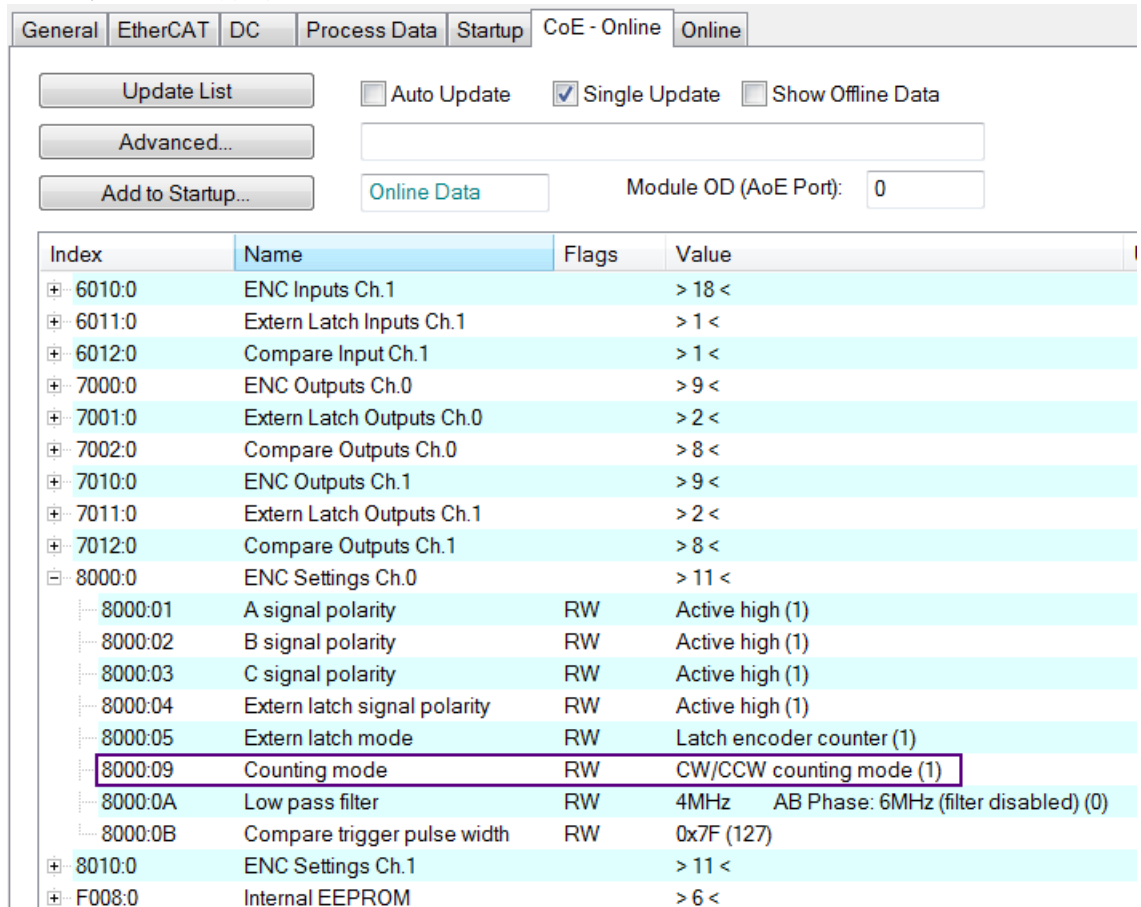 General EtherCAT DC Process Data Startup CoE - Online Online
Update List Auto Update Single Update Show Offline Data
Advanced...
Add to Startup... Online Data Module OD (AoE Port): 0
Index Name Flags Value
6010:0 ENC Inputs Ch.1 > 18 <
6011:0 Extern Latch Inputs Ch.1 > 1 <
6012:0 Compare Input Ch.1 > 1 <
7000:0 ENC Outputs Ch.0 > 9 <
7001:0 Extern Latch Outputs Ch.0 > 2 <
7002:0 Compare Outputs Ch.0 > 8 <
7010:0 ENC Outputs Ch.1 > 9 <
7011:0 Extern Latch Outputs Ch.1 > 2 <
7012:0 Compare Outputs Ch.1 > 8 <
8000:0 ENC Settings Ch.0 > 11 <
8000:01 A signal polarity RW Active high (1)
8000:02 B signal polarity RW Active high (1)
8000:03 C signal polarity RW Active high (1)
8000:04 Extern latch signal polarity RW Active high (1)
8000:05 Extern latch mode RW Latch encoder counter (1)
8000:09 Counting mode RW CW/CCW counting mode (1)
8000:0A Low pass filter RW 4MHz AB Phase: 6MHz (filter disabled) (0)
8000:0B Compare trigger pulse width RW 0x7F (127)
8010:0 ENC Settings Ch.1 > 11 <
F008:0 Internal EEPROM > 6 <